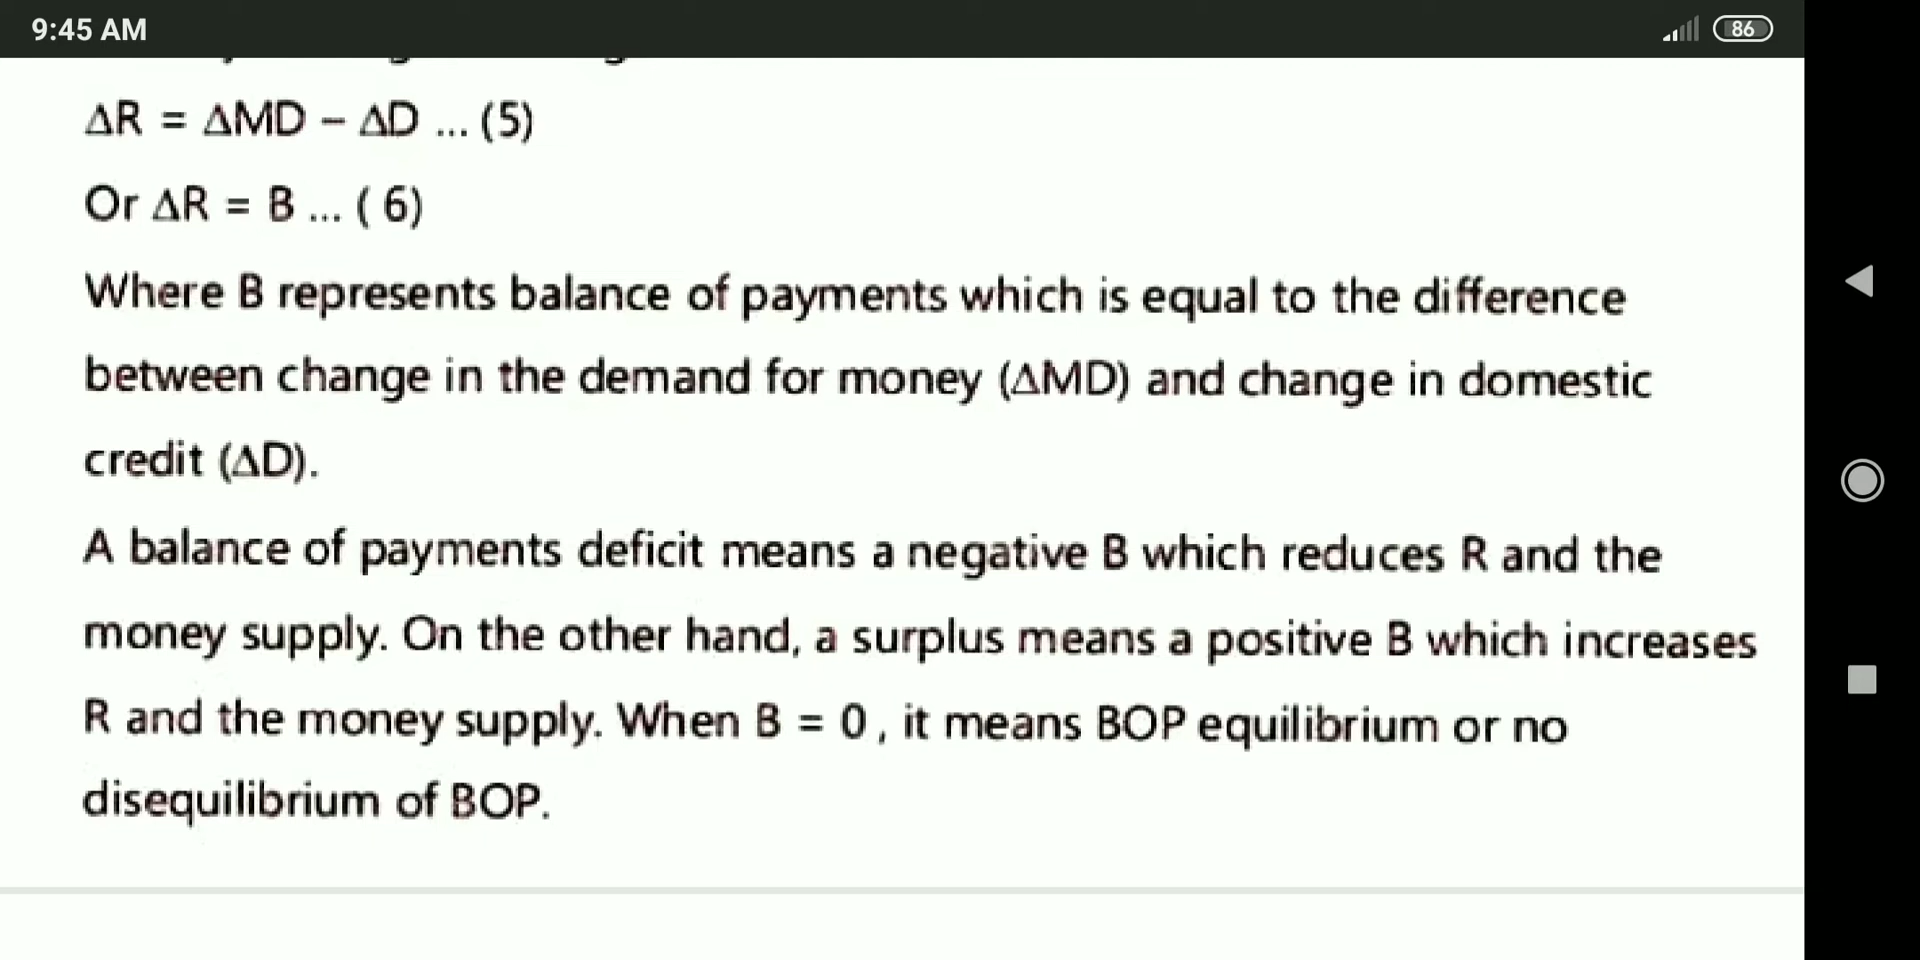 9:45 AM
86
ΔR = ΔMD – ΔD ... (5)
Or ΔR = B ... ( 6)
Where B represents balance of payments which is equal to the difference
between change in the demand for money (ΔMD) and change in domestic
credit (ΔD).
A balance of payments deficit means a negative B which reduces R and the
money supply. On the other hand, a surplus means a positive B which increases
R and the money supply. When B = 0 , it means BOP equilibrium or no
disequilibrium of BOP.